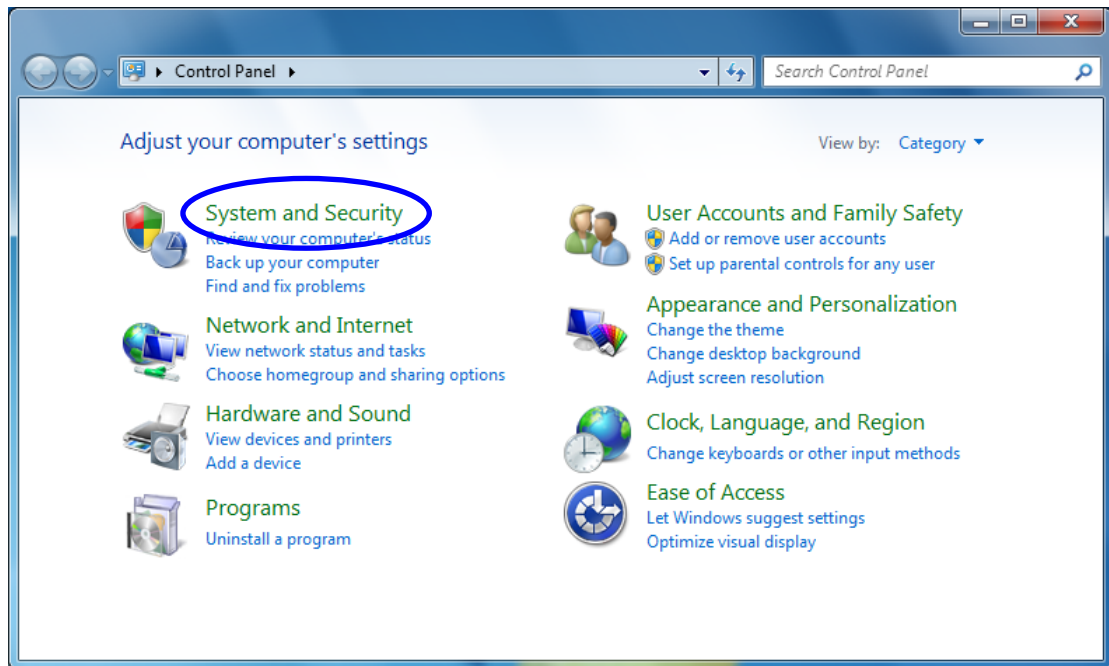 Control Panel
Search Control Panel
Adjust your computer's settings
View by: Category
System and Security
Review your computer's status
Back up your computer
Find and fix problems
Network and Internet
View network status and tasks
Choose homegroup and sharing options
Hardware and Sound
View devices and printers
Add a device
Programs
Uninstall a program
User Accounts and Family Safety
Add or remove user accounts
Set up parental controls for any user
Appearance and Personalization
Change the theme
Change desktop background
Adjust screen resolution
Clock, Language, and Region
Change keyboards or other input methods
Ease of Access
Let Windows suggest settings
Optimize visual display